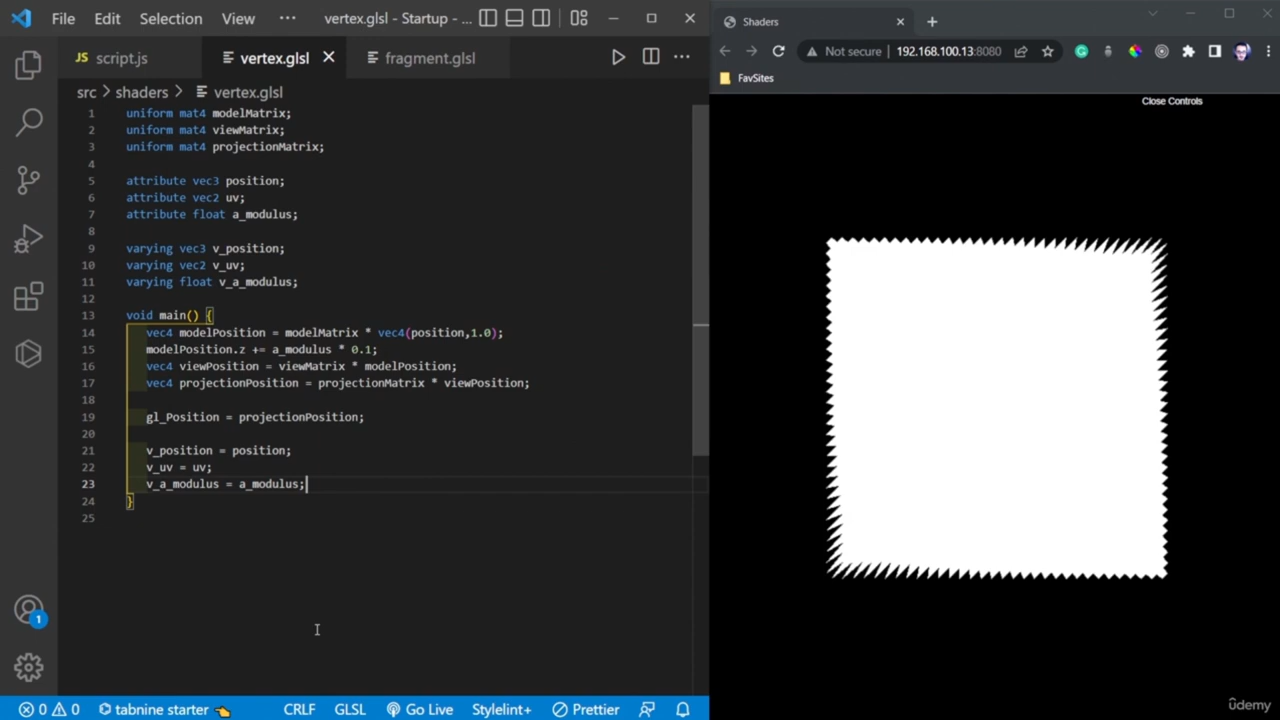 File Edit Selection View ··· vertex.glsl - Startup - ...
JS script.js vertex.glsl fragment.glsl
src > shaders > vertex.glsl
1 uniform mat4 modelMatrix;
2 uniform mat4 viewMatrix;
3 uniform mat4 projectionMatrix;
4
5 attribute vec3 position;
6 attribute vec2 uv;
7 attribute float a_modulus;
8
9 varying vec3 v_position;
10 varying vec2 v_uv;
11 varying float v_a_modulus;
12
13 void main() {
14 vec4 modelPosition = modelMatrix * vec4(position,1.0);
15 modelPosition.z += a_modulus * 0.1;
16 vec4 viewPosition = viewMatrix * modelPosition;
17 vec4 projectionPosition = projectionMatrix * viewPosition;
18
19 gl_Position = projectionPosition;
20
21 v_position = position;
22 v_uv = uv;
23 v_a_modulus = a_modulus;
24 }
25
1
0 0 tabnine starter CRLF GLSL Go Live Stylelint+ Prettier
Shaders
Not secure | 192.168.100.13:8080
FavSites
Close Controls
ûdemy